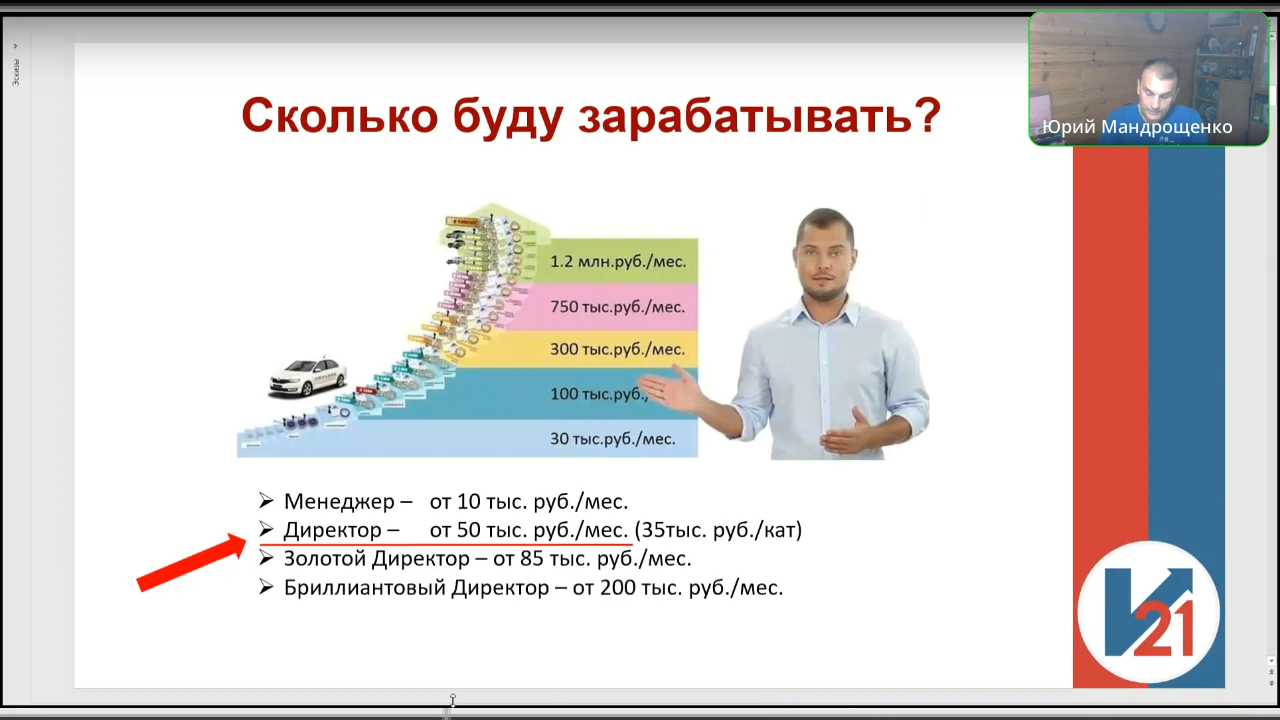 Эскизы
Сколько буду зарабатывать?
Юрий Мандрощенко
1.2 млн.руб./мес.
750 тыс.руб./мес.
300 тыс.руб./мес.
100 тыс.руб./
30 тыс.руб./мес.
Менеджер – от 10 тыс. руб./мес.
Директор – от 50 тыс. руб./мес. (35тыс. руб./кат)
Золотой Директор – от 85 тыс. руб./мес.
Бриллиантовый Директор – от 200 тыс. руб./мес.
21